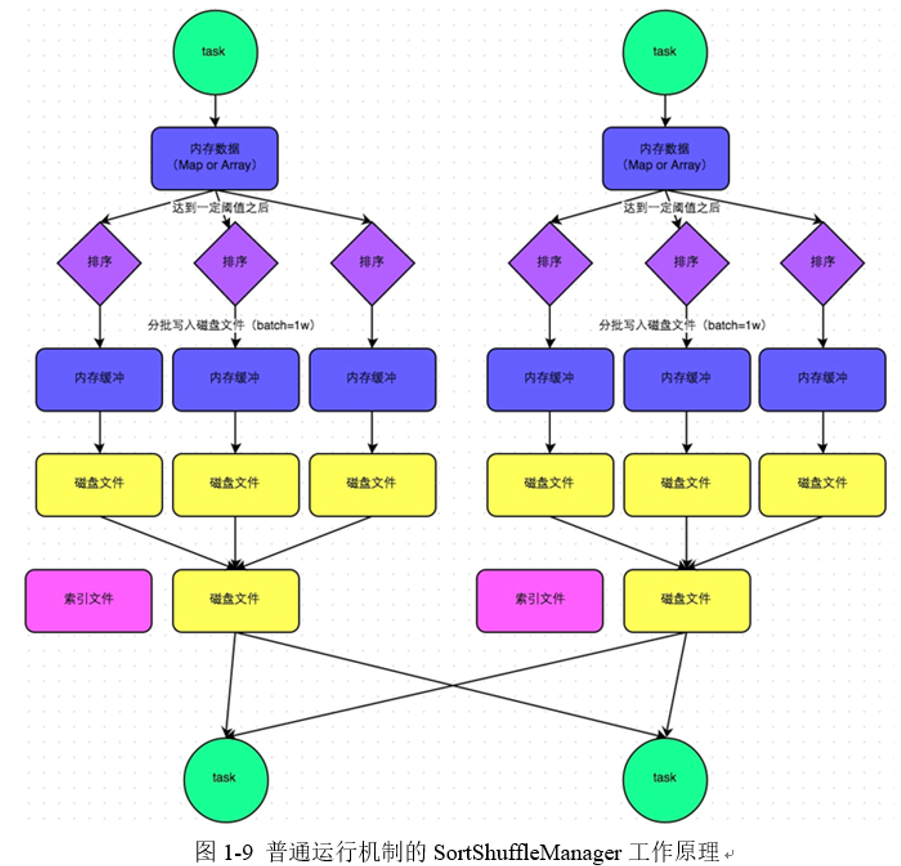 task task
内存数据 内存数据
(Map or Array) (Map or Array)
达到一定阈值之后 达到一定阈值之后
排序 排序 排序 排序 排序 排序
分批写入磁盘文件（batch=1w） 分批写入磁盘文件（batch=1w）
内存缓冲 内存缓冲 内存缓冲 内存缓冲 内存缓冲 内存缓冲
磁盘文件 磁盘文件 磁盘文件 磁盘文件 磁盘文件 磁盘文件
索引文件 磁盘文件 索引文件 磁盘文件
task task
图 1-9 普通运行机制的 SortShuffleManager 工作原理